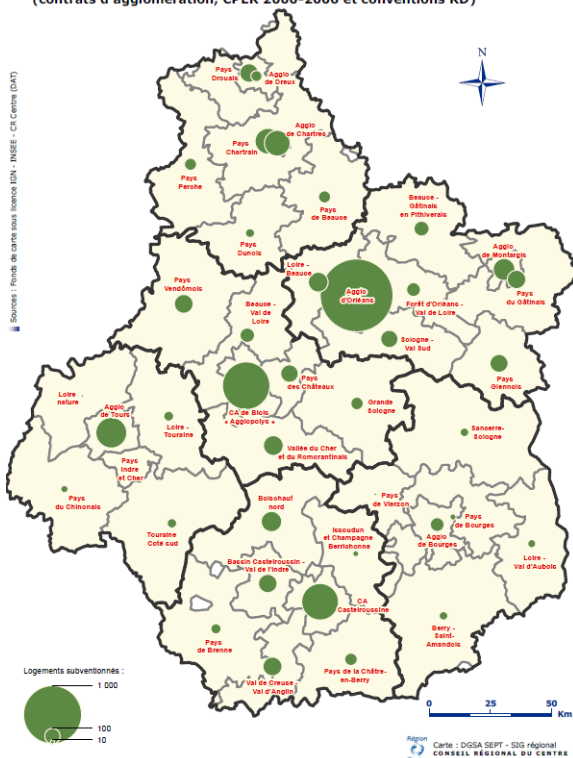 (contrats d'agglomération, CPER 2000-2006 et conventions RD)
N
Sources : Fonds de carte sous licence IGN - INSEE - CR Centre (DAT)
Pays
Drouais
Agglo
de Dreux
Pays
Chartrain
Agglo
de Chartres
Pays
Perche
Pays
de Beauce
Pays
Dunois
Beauce -
Gâtinais
en Pithiverais
Agglo
de Montargis
Pays
du Gâtinais
Loire -
Beauce
Agglo
d'Orléans
Forêt d'Orléans -
Val de Loire
Pays
Vendômois
Beauce -
Val de
Loire
Sologne -
Val Sud
Pays
Giennois
Pays
des Châteaux
CA de Blois
« Agglopolys »
Grande
Sologne
Loire
nature
Agglo
de Tours
Loire -
Touraine
Vallée du Cher
et du Romorantinais
Sancerre-
Sologne
Pays
Indre
et Cher
Pays
du Chinonais
Touraine
Coté sud
Boischaut
nord
Pays
de Vierzon
Pays
de Bourges
Agglo
de Bourges
Loire -
Val d'Aubois
Issoudun
et Champagne
Berrichonne
Bassin Castelroussin -
Val de l'Indre
CA
Castelroussine
Berry -
Saint-
Amandois
Pays
de Brenne
Val de Creuse -
Val d'Anglin
Pays de la Châtre-
en-Berry
Logements subventionnés :
1 000
100
10
0 25 50
Km
Région
Centre
Carte : DGSA SEPT - SIG régional
CONSEIL RÉGIONAL DU CENTRE